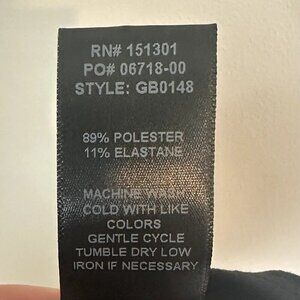 RN# 151301
PO# 06718-00
STYLE: GB0148
89% POLESTER
11% ELASTANE
MACHINE WASH
COLD WITH LIKE
COLORS
GENTLE CYCLE
TUMBLE DRY LOW
IRON IF NECESSARY